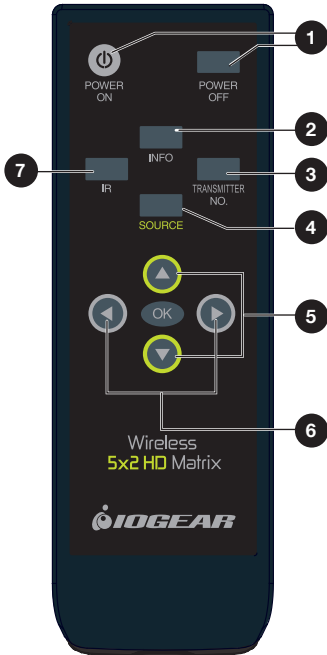 1
POWER ON
POWER OFF
2
INFO
7
IR
3
TRANSMITTER NO.
4
SOURCE
5
OK
6
Wireless
5x2 HD Matrix
IOGEAR